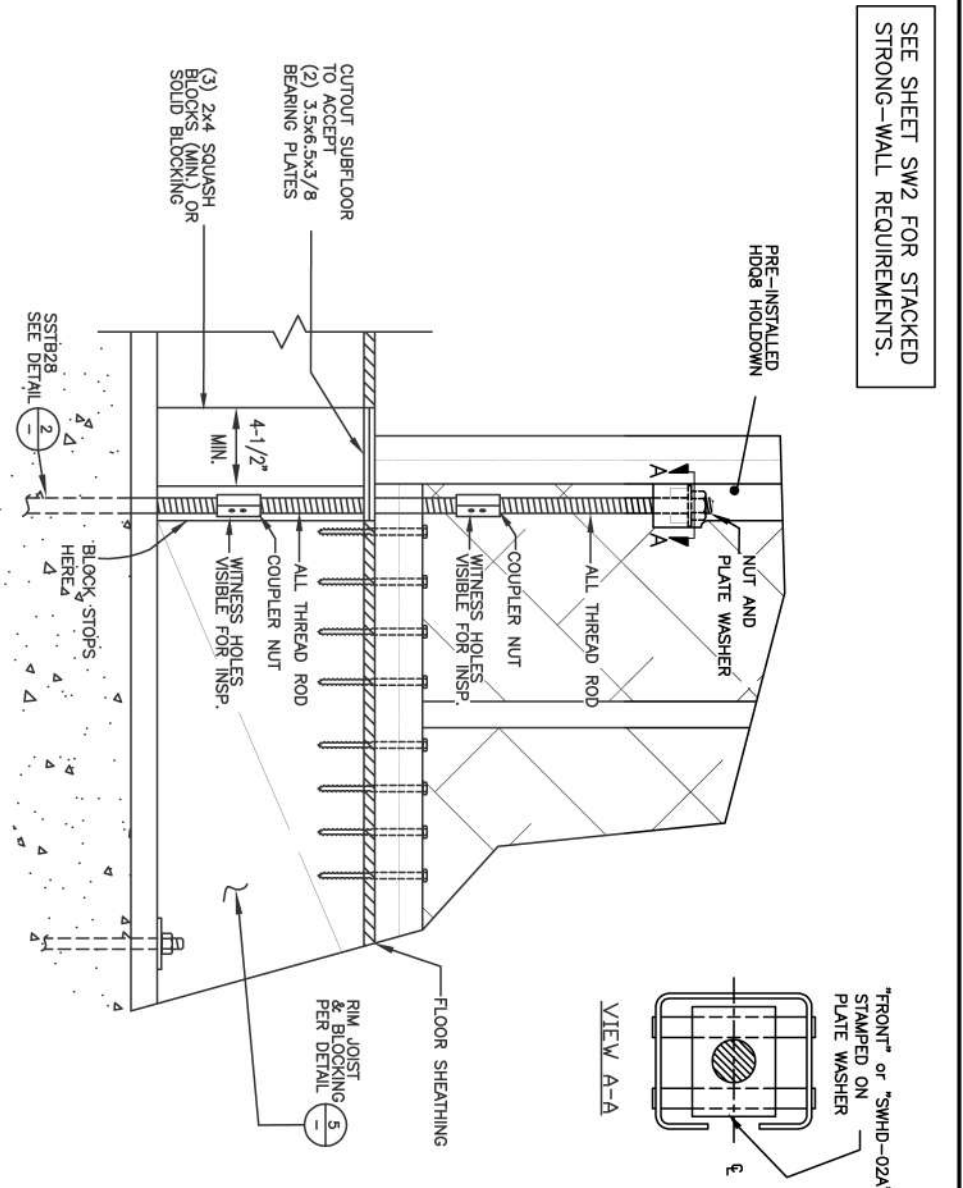 SEE SHEET SW2 FOR STACKED
STRONG-WALL REQUIREMENTS.
"FRONT" or "SWHD-02A"
STAMPED ON
PLATE WASHER
℄
VIEW A-A
PRE-INSTALLED
HDQ8 HOLDOWN
A
A
NUT AND
PLATE WASHER
ALL THREAD ROD
COUPLER NUT
WITNESS HOLES
VISIBLE FOR INSP.
CUTOUT SUBFLOOR
TO ACCEPT
(2) 3.5x6.5x3/8
BEARING PLATES
FLOOR SHEATHING
(3) 2x4 SQUASH
BLOCKS (MIN.) OR
SOLID BLOCKING
4-1/2"
MIN.
ALL THREAD ROD
COUPLER NUT
WITNESS HOLES
VISIBLE FOR INSP.
RIM JOIST
& BLOCKING
PER DETAIL
5
-
BLOCK STOPS
HERE
SSTB28
SEE DETAIL
2
-